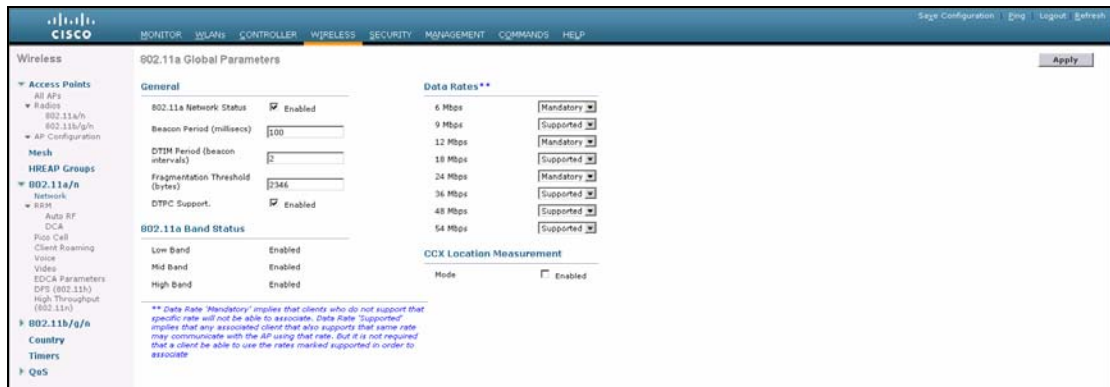 Save Configuration | Ping | Logout | Refresh
CISCO
MONITOR WLANs CONTROLLER WIRELESS SECURITY MANAGEMENT COMMANDS HELP
Wireless
802.11a Global Parameters
Apply
Access Points
All APs
Radios
802.11a/n
802.11b/g/n
AP Configuration
Mesh
HREAP Groups
802.11a/n
Network
RRM
Auto RF
DCA
Pico Cell
Client Roaming
Voice
Video
EDCA Parameters
DFS (802.11h)
High Throughput
(802.11n)
802.11b/g/n
Country
Timers
QoS
General
802.11a Network Status Enabled
Beacon Period (millisecs) 100
DTIM Period (beacon
intervals) 2
Fragmentation Threshold
(bytes) 2346
DTPC Support. Enabled
802.11a Band Status
Low Band Enabled
Mid Band Enabled
High Band Enabled
** Data Rate 'Mandatory' implies that clients who do not support that
specific rate will not be able to associate. Data Rate 'Supported'
implies that any associated client that also supports that same rate
may communicate with the AP using that rate. But it is not required
that a client be able to use the rates marked supported in order to
associate
Data Rates**
6 Mbps Mandatory
9 Mbps Supported
12 Mbps Mandatory
18 Mbps Supported
24 Mbps Mandatory
36 Mbps Supported
48 Mbps Supported
54 Mbps Supported
CCX Location Measurement
Mode Enabled